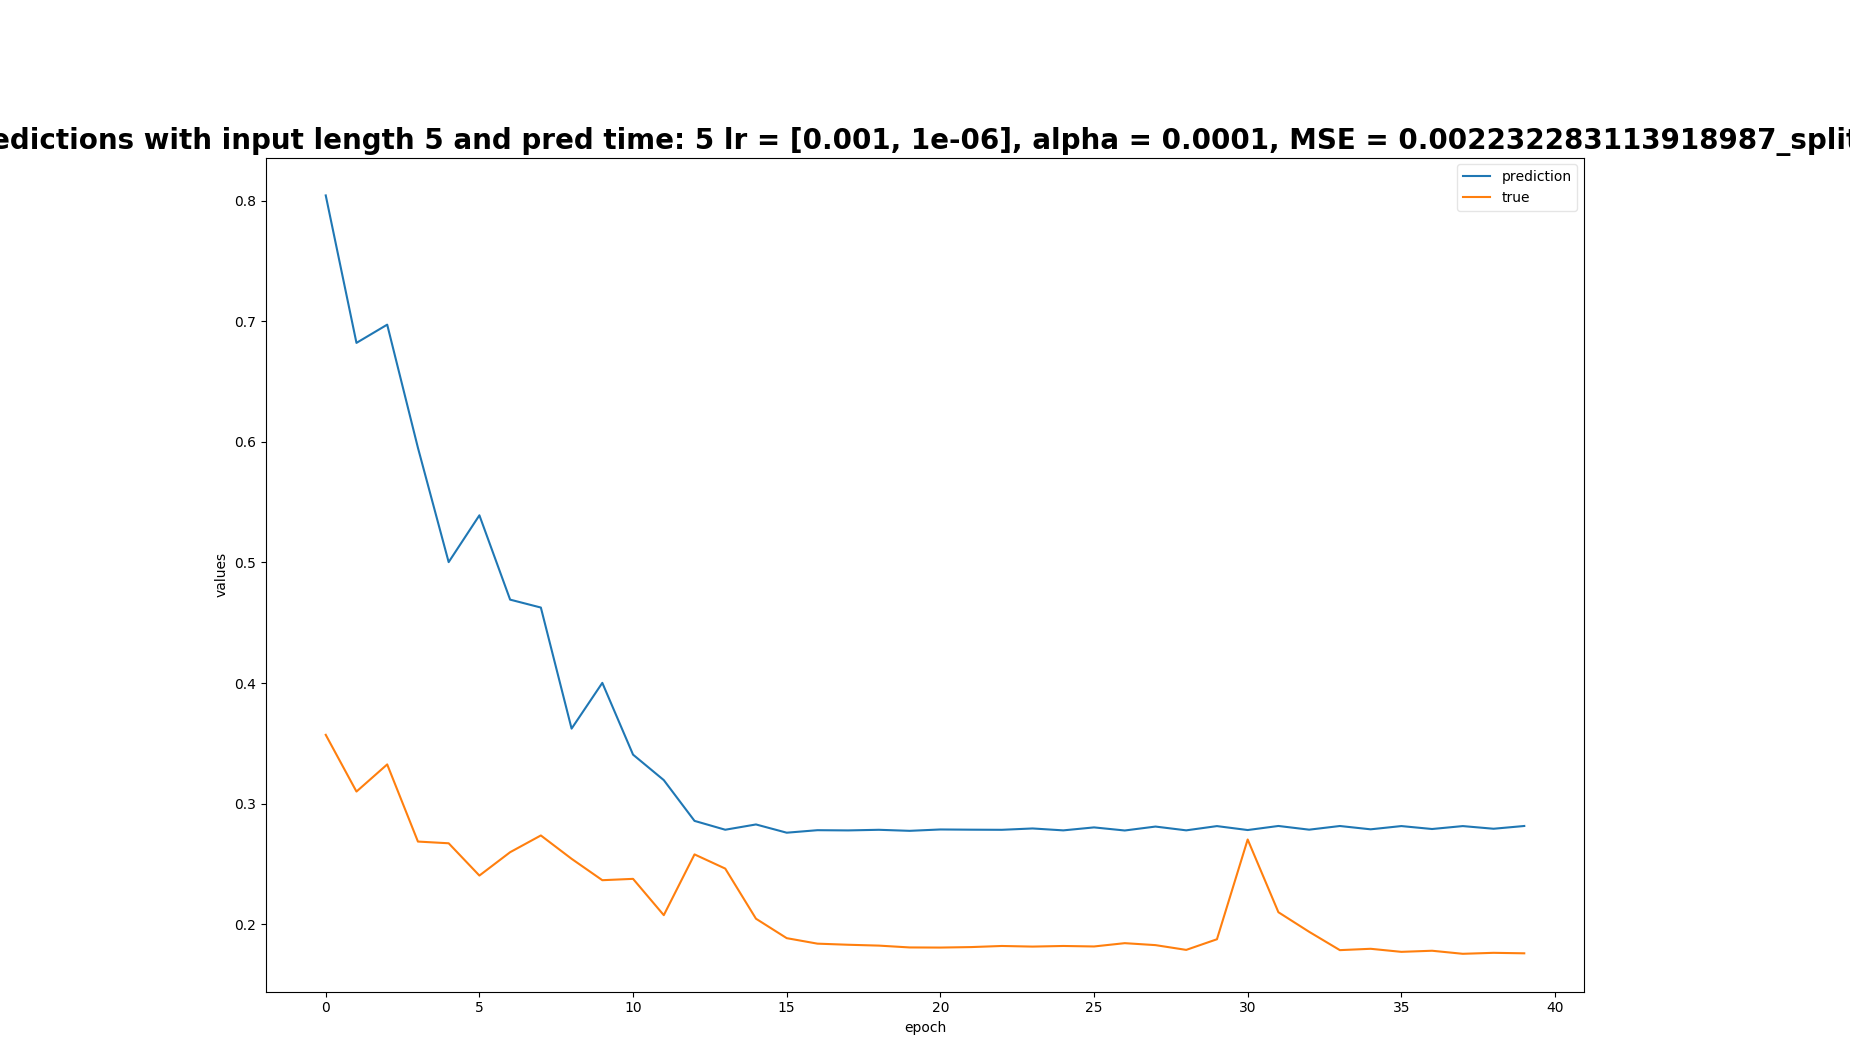 edictions with input length 5 and pred time: 5 lr = [0.001, 1e-06], alpha = 0.0001, MSE = 0.002232283113918987_split
prediction
true
0.8
0.7
0.6
0.5
0.4
0.3
0.2
values
0 5 10 15 20 25 30 35 40
epoch